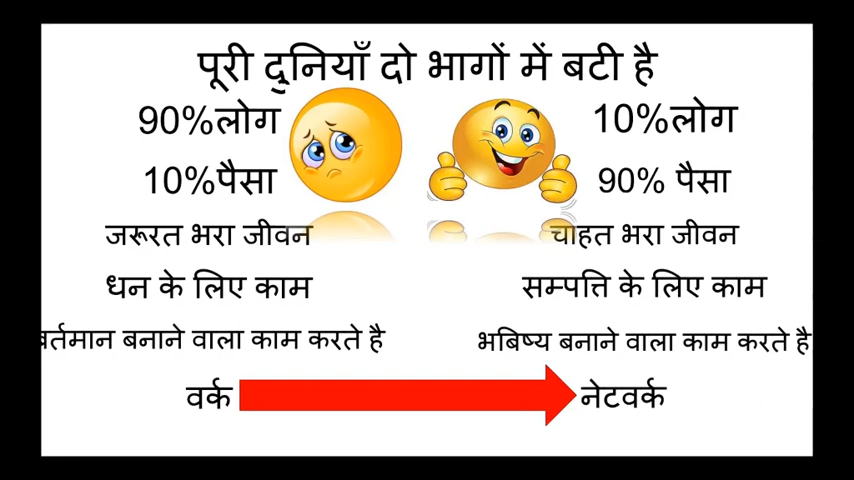 पूरी दुनियाँ दो भागों में बटी है
90%लोग
10%पैसा
जरूरत भरा जीवन
धन के लिए काम
वर्तमान बनाने वाला काम करते है
वर्क
10%लोग
90% पैसा
चाहत भरा जीवन
सम्पत्ति के लिए काम
भबिष्य बनाने वाला काम करते है
नेटवर्क